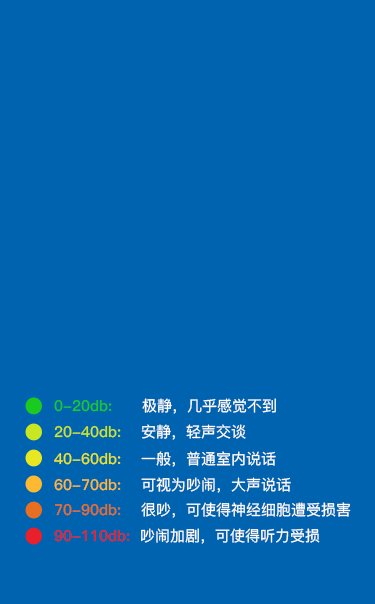 0-20db: 极静，几乎感觉不到
20-40db: 安静，轻声交谈
40-60db: 一般，普通室内说话
60-70db: 可视为吵闹，大声说话
70-90db: 很吵，可使得神经细胞遭受损害
90-110db: 吵闹加剧，可使得听力受损